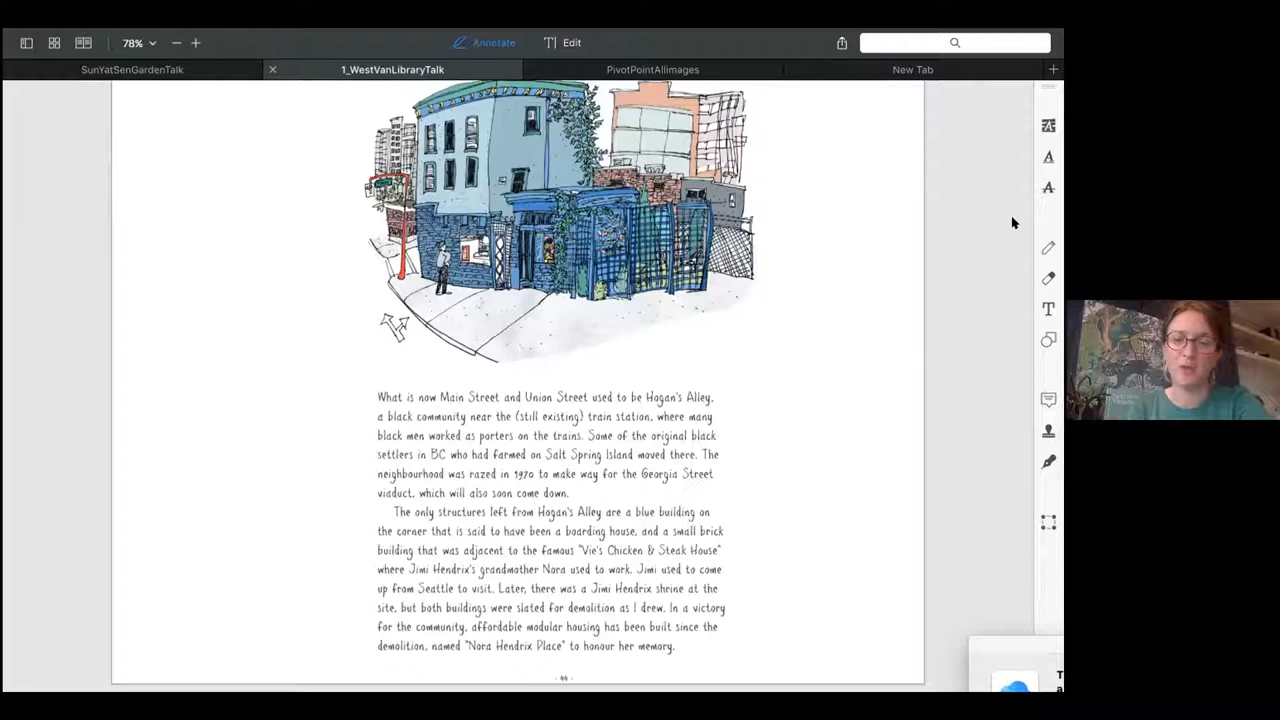 78%
Annotate
Edit
SunYatSenGardenTalk
1_WestVanLibraryTalk
PivotPointAllimages
New Tab
What is now Main Street and Union Street used to be Hogan's Alley,
a black community near the (still existing) train station, where many
black men worked as porters on the trains. Some of the original black
settlers in BC who had farmed on Salt Spring Island moved there. The
neighbourhood was razed in 1970 to make way for the Georgia Street
viaduct, which will also soon come down.
The only structures left from Hogan's Alley are a blue building on
the corner that is said to have been a boarding house, and a small brick
building that was adjacent to the famous "Vie's Chicken & Steak House"
where Jimi Hendrix's grandmother Nora used to work. Jimi used to come
up from Seattle to visit. Later, there was a Jimi Hendrix shrine at the
site, but both buildings were slated for demolition as I drew. In a victory
for the community, affordable modular housing has been built since the
demolition, named "Nora Hendrix Place" to honour her memory.
- 44 -